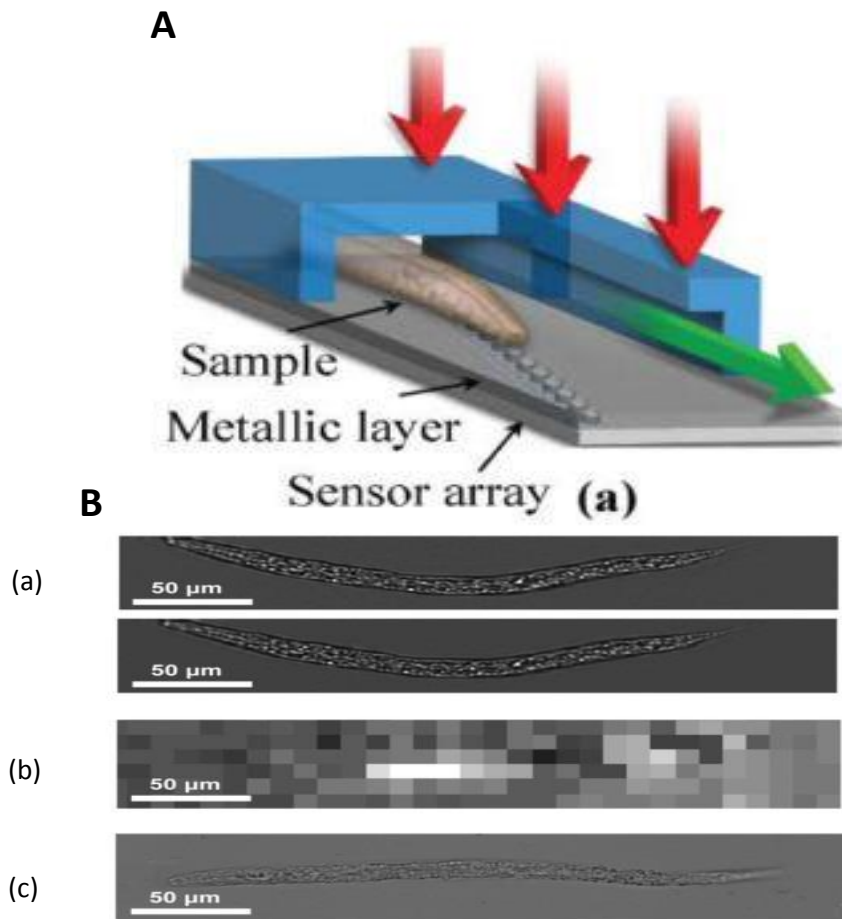 A
Sample
Metallic layer
Sensor array (a)
B
(a)
50 µm
50 µm
(b)
50 µm
(c)
50 µm